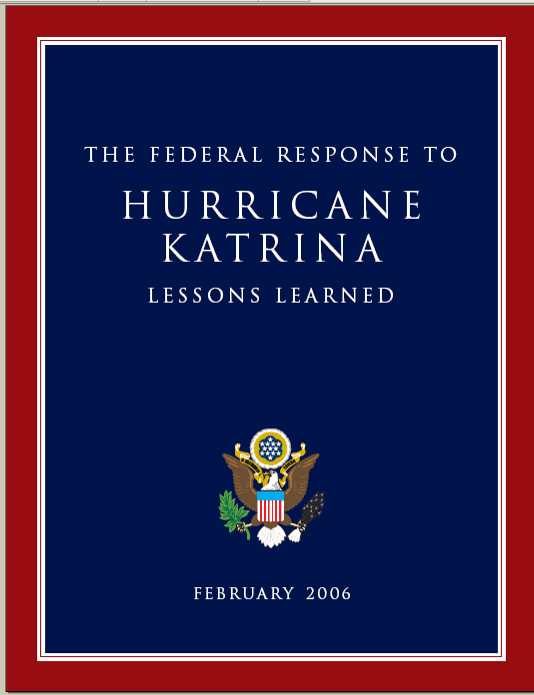 THE FEDERAL RESPONSE TO
HURRICANE
KATRINA
LESSONS LEARNED
FEBRUARY 2006